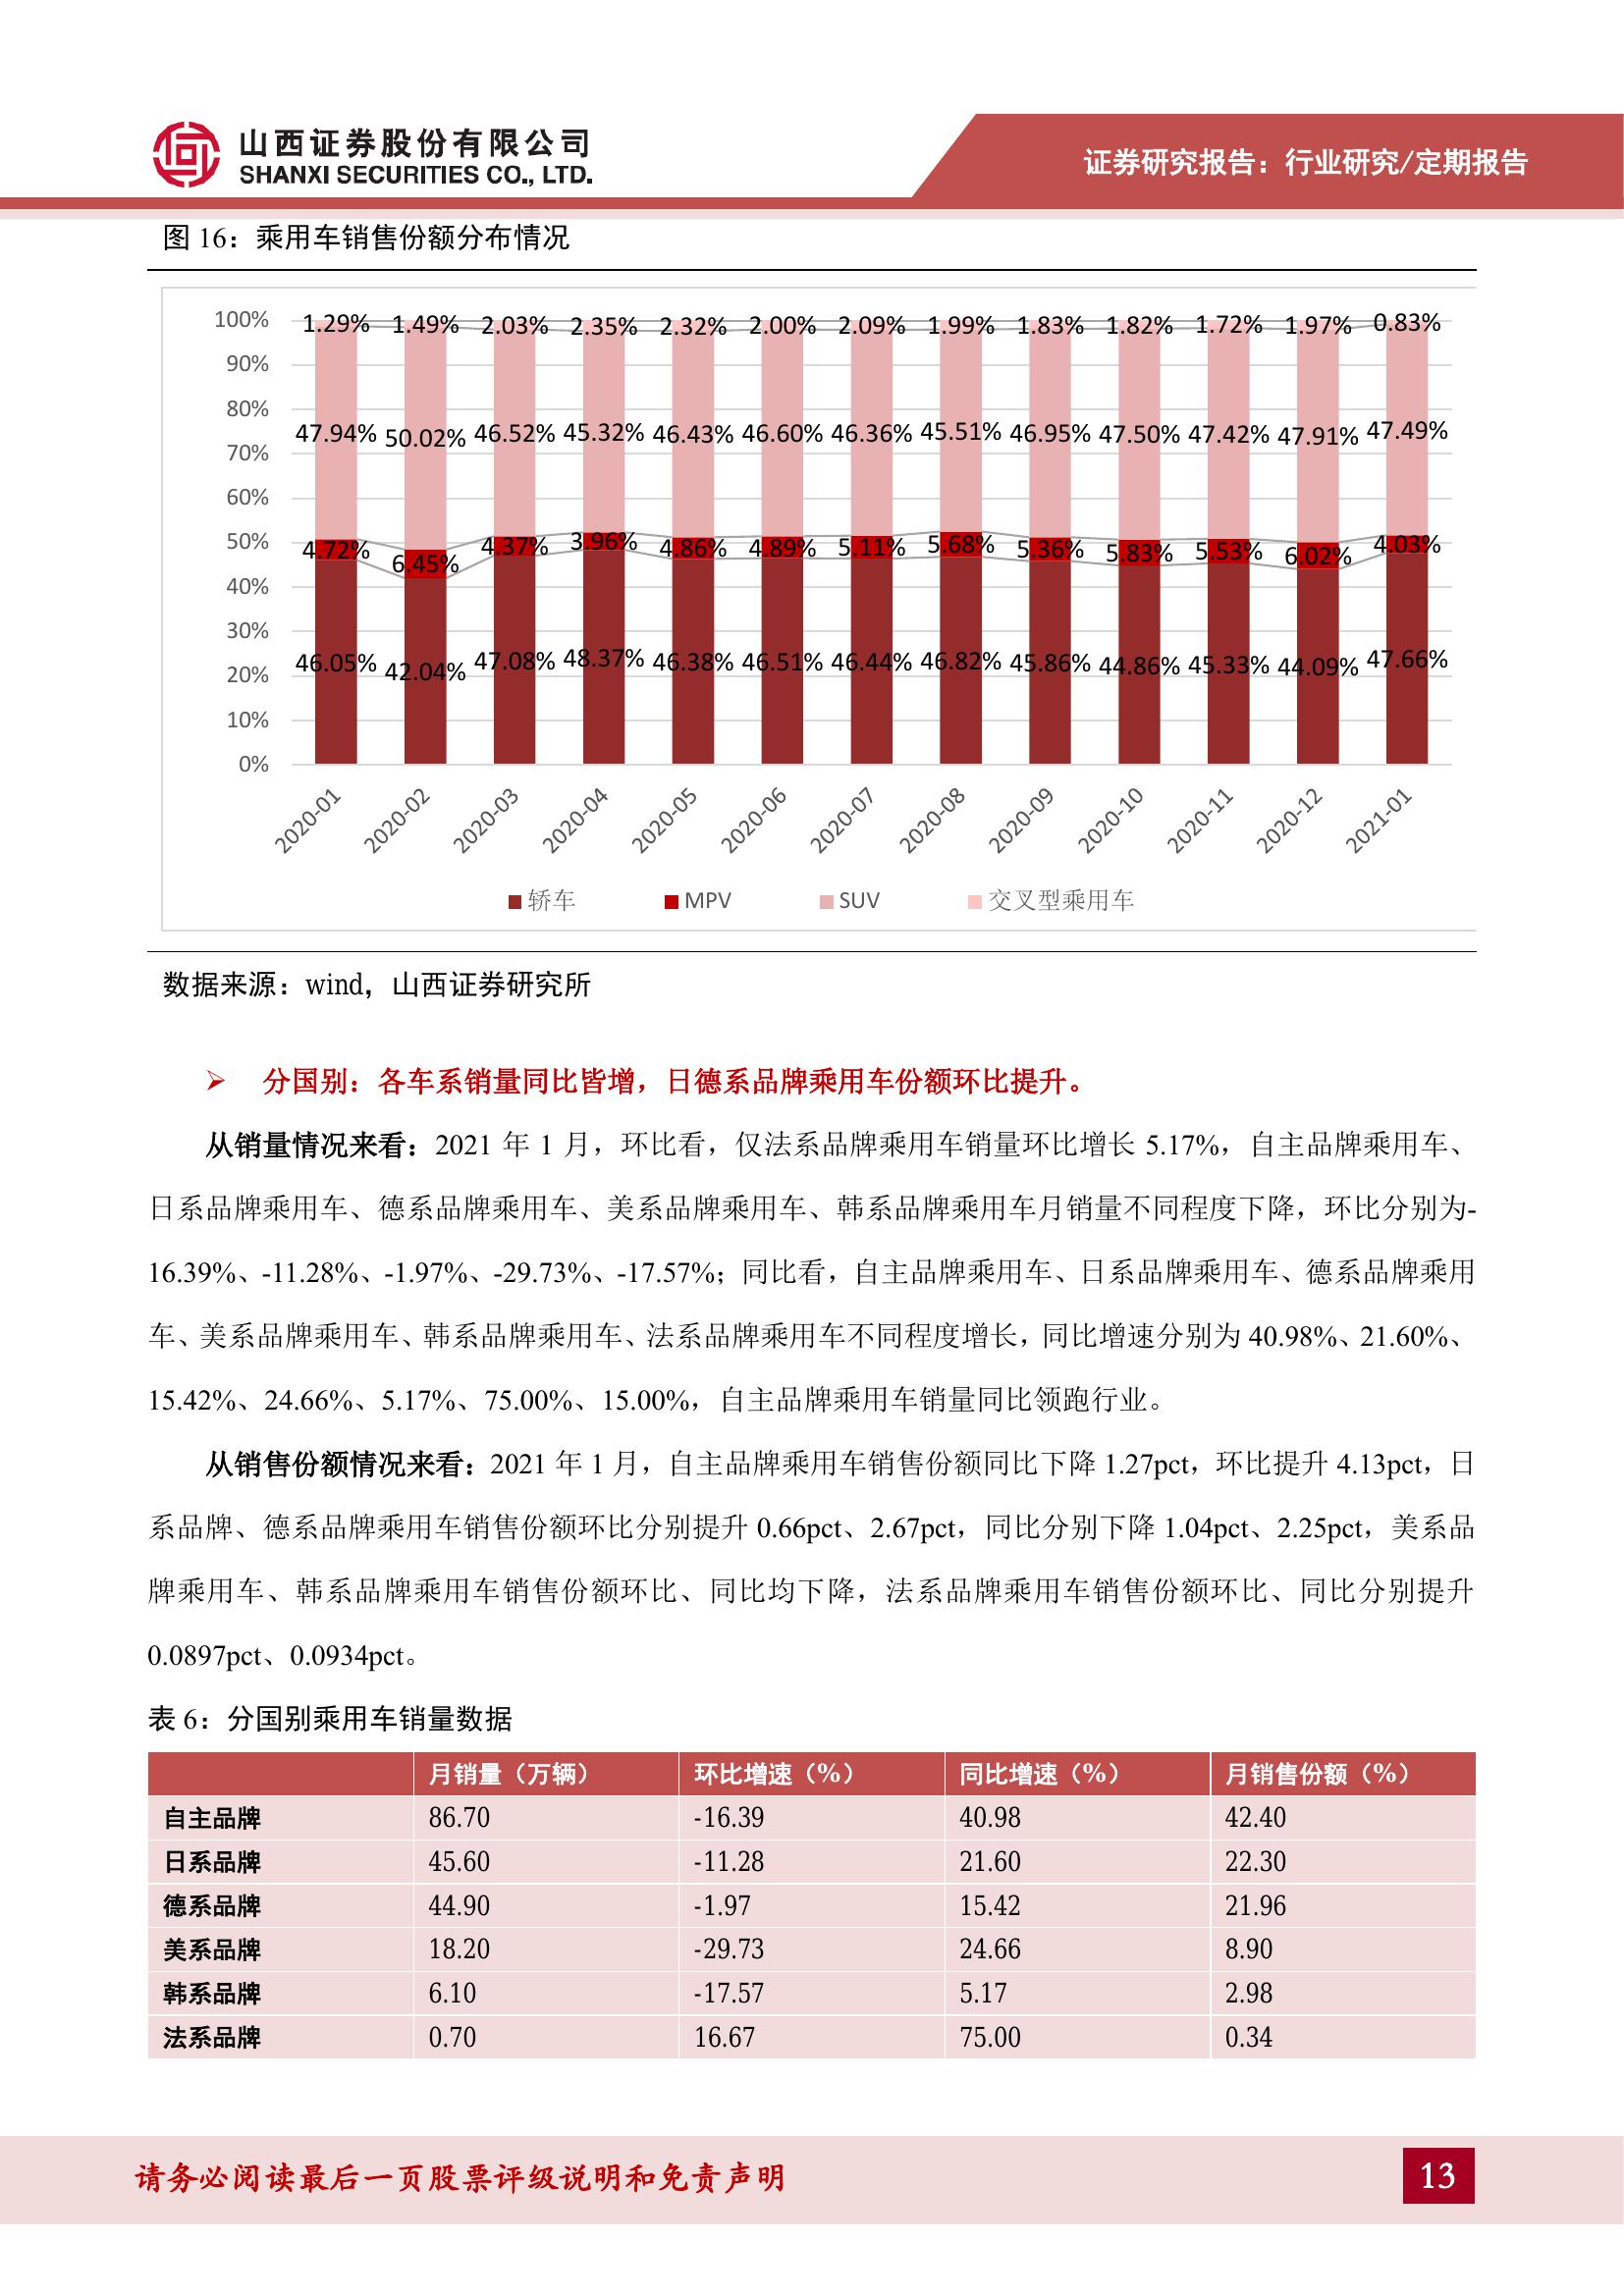 山西证券股份有限公司
SHANXI SECURITIES CO., LTD.
证券研究报告：行业研究/定期报告
图 16：乘用车销售份额分布情况
100%
90%
80%
70%
60%
50%
40%
30%
20%
10%
0%
1.29% 1.49% 2.03% 2.35% 2.32% 2.00% 2.09% 1.99% 1.83% 1.82% 1.72% 1.97% 0.83%
47.94% 50.02% 46.52% 45.32% 46.43% 46.60% 46.36% 45.51% 46.95% 47.50% 47.42% 47.91% 47.49%
4.72% 6.45% 4.37% 3.96% 4.86% 4.89% 5.11% 5.68% 5.36% 5.83% 5.53% 6.02% 4.03%
46.05% 42.04% 47.08% 48.37% 46.38% 46.51% 46.44% 46.82% 45.86% 44.86% 45.33% 44.09% 47.66%
2020-01 2020-02 2020-03 2020-04 2020-05 2020-06 2020-07 2020-08 2020-09 2020-10 2020-11 2020-12 2021-01
轿车 MPV SUV 交叉型乘用车
数据来源：wind，山西证券研究所
➢ 分国别：各车系销量同比皆增，日德系品牌乘用车份额环比提升。
从销量情况来看：2021 年 1 月，环比看，仅法系品牌乘用车销量环比增长 5.17%，自主品牌乘用车、
日系品牌乘用车、德系品牌乘用车、美系品牌乘用车、韩系品牌乘用车月销量不同程度下降，环比分别为-
16.39%、-11.28%、-1.97%、-29.73%、-17.57%；同比看，自主品牌乘用车、日系品牌乘用车、德系品牌乘用
车、美系品牌乘用车、韩系品牌乘用车、法系品牌乘用车不同程度增长，同比增速分别为 40.98%、21.60%、
15.42%、24.66%、5.17%、75.00%、15.00%，自主品牌乘用车销量同比领跑行业。
从销售份额情况来看：2021 年 1 月，自主品牌乘用车销售份额同比下降 1.27pct，环比提升 4.13pct，日
系品牌、德系品牌乘用车销售份额环比分别提升 0.66pct、2.67pct，同比分别下降 1.04pct、2.25pct，美系品
牌乘用车、韩系品牌乘用车销售份额环比、同比均下降，法系品牌乘用车销售份额环比、同比分别提升
0.0897pct、0.0934pct。
表 6：分国别乘用车销量数据
月销量（万辆） 环比增速（%） 同比增速（%） 月销售份额（%）
自主品牌 86.70 -16.39 40.98 42.40
日系品牌 45.60 -11.28 21.60 22.30
德系品牌 44.90 -1.97 15.42 21.96
美系品牌 18.20 -29.73 24.66 8.90
韩系品牌 6.10 -17.57 5.17 2.98
法系品牌 0.70 16.67 75.00 0.34
请务必阅读最后一页股票评级说明和免责声明
13